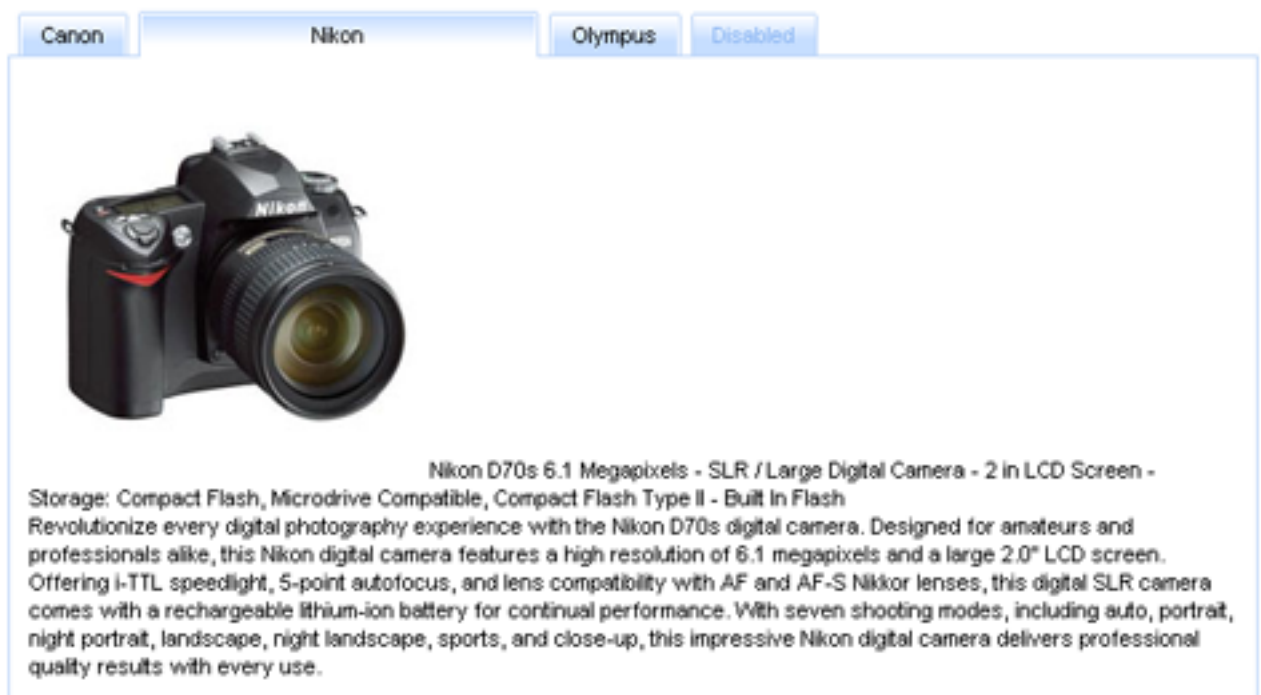 Canon
Nikon
Olympus
Disabled
Nikon
Nikon D70s 6.1 Megapixels - SLR / Large Digital Camera - 2 in LCD Screen -
Storage: Compact Flash, Microdrive Compatible, Compact Flash Type II - Built In Flash
Revolutionize every digital photography experience with the Nikon D70s digital camera. Designed for amateurs and
professionals alike, this Nikon digital camera features a high resolution of 6.1 megapixels and a large 2.0" LCD screen.
Offering i-TTL speedlight, 5-point autofocus, and lens compatibility with AF and AF-S Nikkor lenses, this digital SLR camera
comes with a rechargeable lithium-ion battery for continual performance. With seven shooting modes, including auto, portrait,
night portrait, landscape, night landscape, sports, and close-up, this impressive Nikon digital camera delivers professional
quality results with every use.